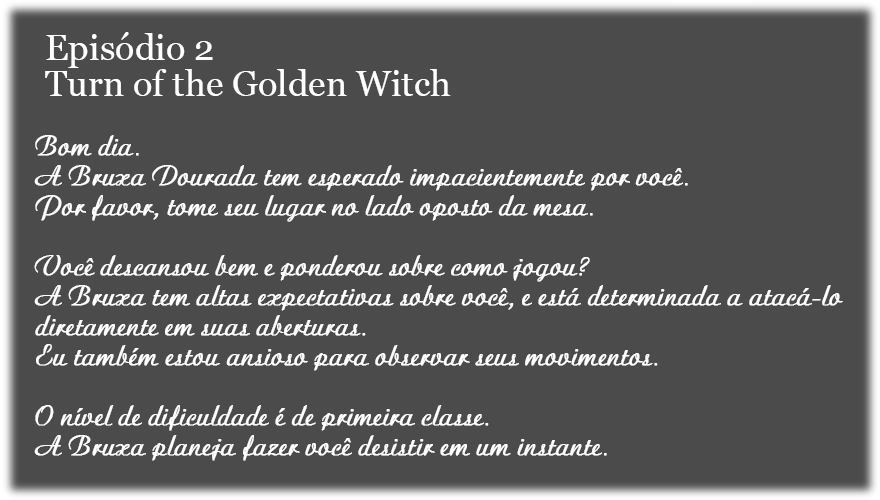 Episódio 2
Turn of the Golden Witch
Bom dia.
A Bruxa Dourada tem esperado impacientemente por você.
Por favor, tome seu lugar no lado oposto da mesa.
Você descansou bem e ponderou sobre como jogou?
A Bruxa tem altas expectativas sobre você, e está determinada a atacá-lo
diretamente em suas aberturas.
Eu também estou ansioso para observar seus movimentos.
O nível de dificuldade é de primeira classe.
A Bruxa planeja fazer você desistir em um instante.